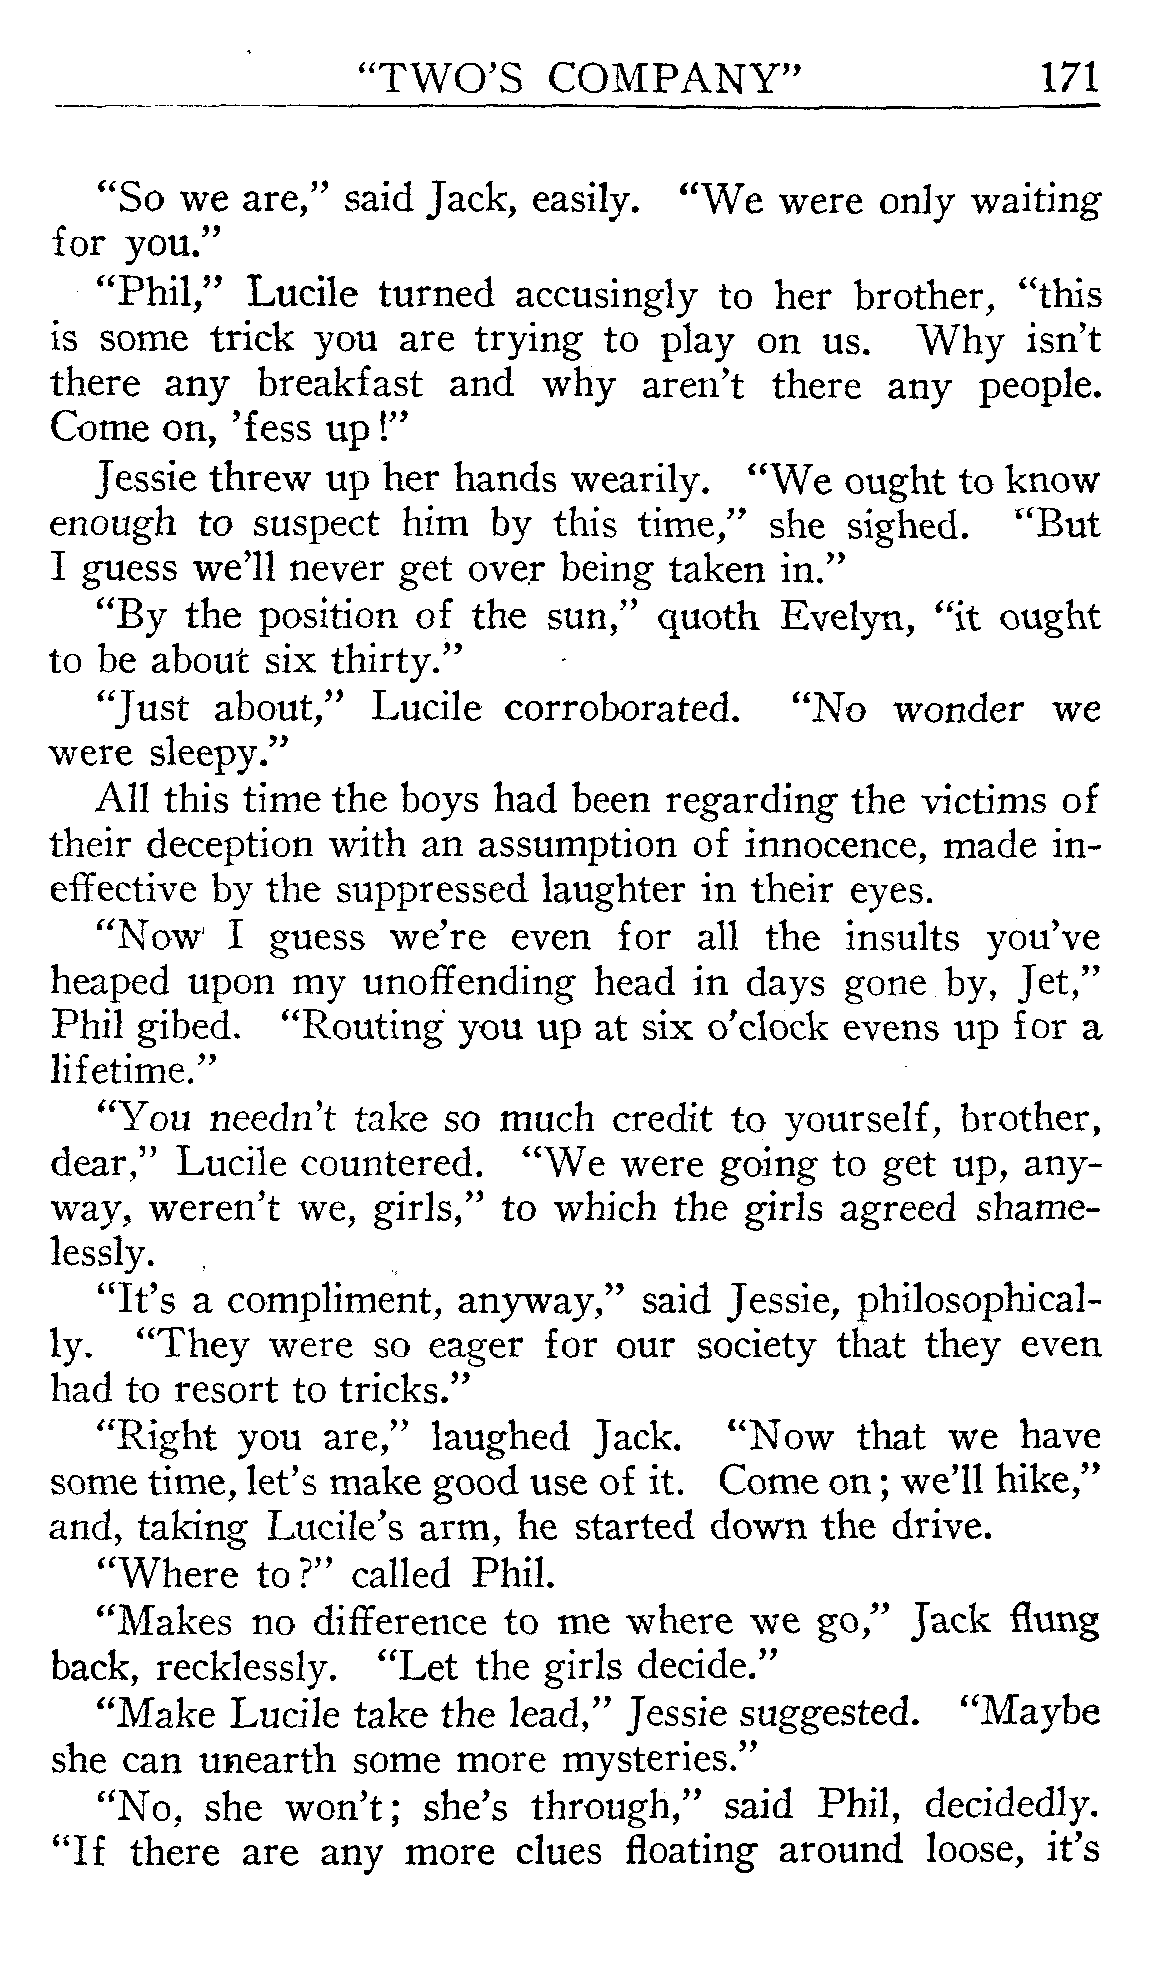 “TWO’S COMPANY” 171
“So we are,” said Jack, easily. “We were only waiting
for you.”
“Phil,” Lucile turned accusingly to her brother, “this
is some trick you are trying to play on us. Why isn’t
there any breakfast and why aren’t there any people.
Come on, ’fess up!”
Jessie threw up her hands wearily. “We ought to know
enough to suspect him by this time,” she sighed. “But
I guess we’ll never get over being taken in.”
“By the position of the sun,” quoth Evelyn, “it ought
to be about six thirty.”
“Just about,” Lucile corroborated. “No wonder we
were sleepy.”
All this time the boys had been regarding the victims of
their deception with an assumption of innocence, made in-
effective by the suppressed laughter in their eyes.
“Now I guess we’re even for all the insults you’ve
heaped upon my unoffending head in days gone by, Jet,”
Phil gibed. “Routing you up at six o’clock evens up for a
lifetime.”
“You needn’t take so much credit to yourself, brother,
dear,” Lucile countered. “We were going to get up, any-
way, weren’t we, girls,” to which the girls agreed shame-
lessly.
“It’s a compliment, anyway,” said Jessie, philosophical-
ly. “They were so eager for our society that they even
had to resort to tricks.”
“Right you are,” laughed Jack. “Now that we have
some time, let’s make good use of it. Come on; we’ll hike,”
and, taking Lucile’s arm, he started down the drive.
“Where to?” called Phil.
“Makes no difference to me where we go,” Jack flung
back, recklessly. “Let the girls decide.”
“Make Lucile take the lead,” Jessie suggested. “Maybe
she can unearth some more mysteries.”
“No, she won’t; she’s through,” said Phil, decidedly.
“If there are any more clues floating around loose, it’s